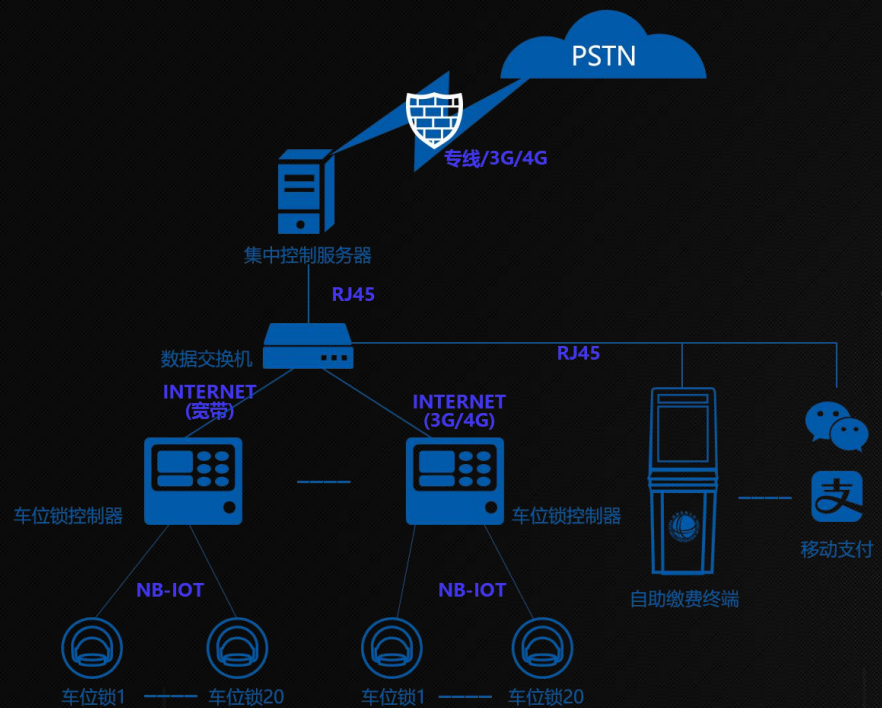 PSTN
专线/3G/4G
集中控制服务器
RJ45
数据交换机
RJ45
INTERNET
(宽带)
INTERNET
(3G/4G)
车位锁控制器
车位锁控制器
移动支付
支
NB-IOT
NB-IOT
自助缴费终端
车位锁1
车位锁20
车位锁1
车位锁20